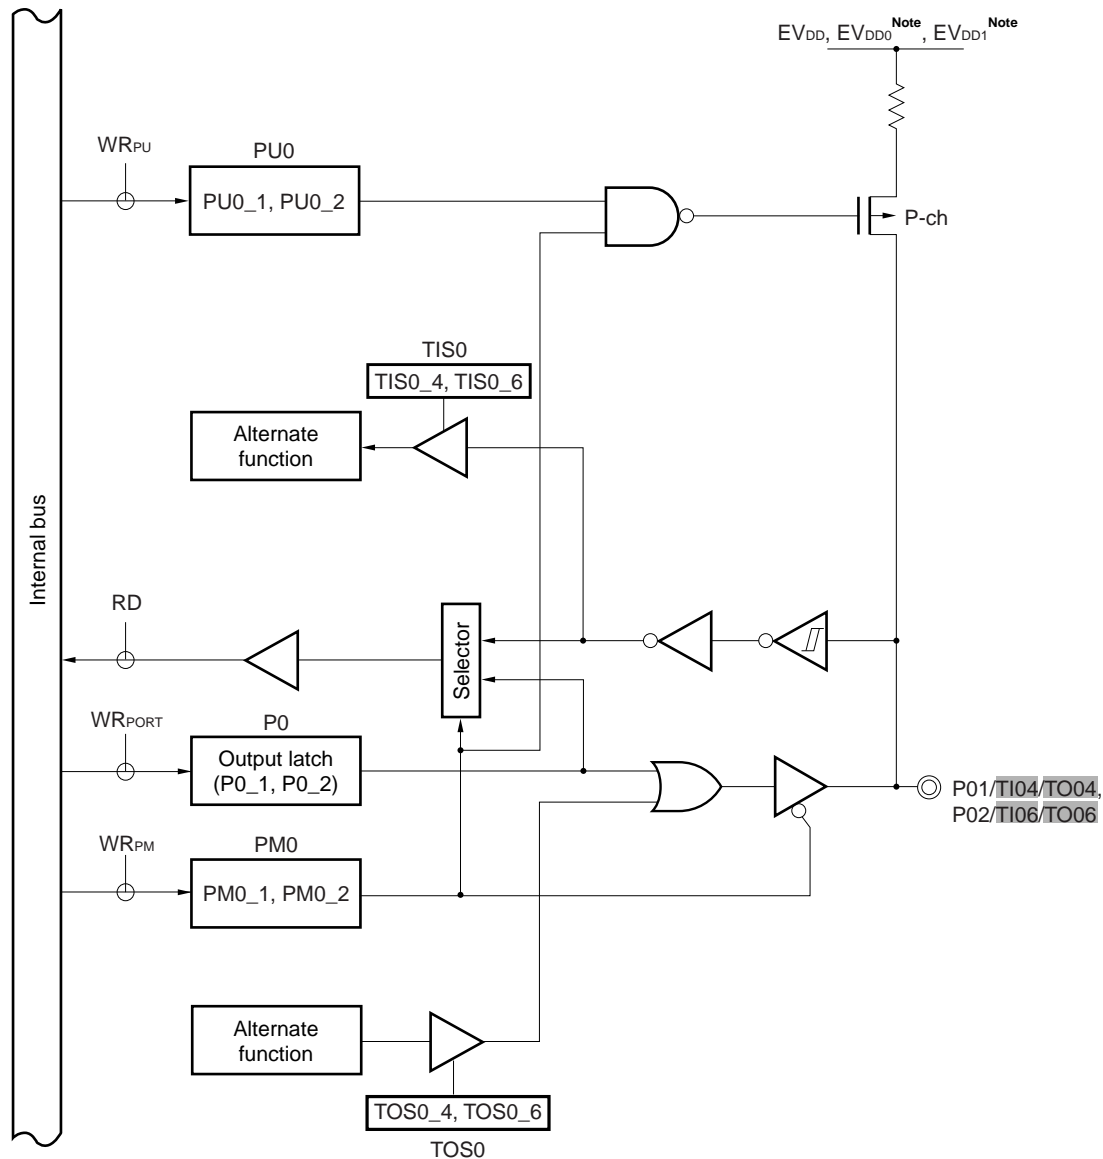 EVDD, EVDD0Note, EVDD1Note
WRPU
PU0
PU0_1, PU0_2
P-ch
TIS0
TIS0_4, TIS0_6
Alternate
function
Internal bus
RD
Selector
WRPORT
P0
Output latch
(P0_1, P0_2)
P01/TI04/TO04,
P02/TI06/TO06
WRPM
PM0
PM0_1, PM0_2
Alternate
function
TOS0_4, TOS0_6
TOS0